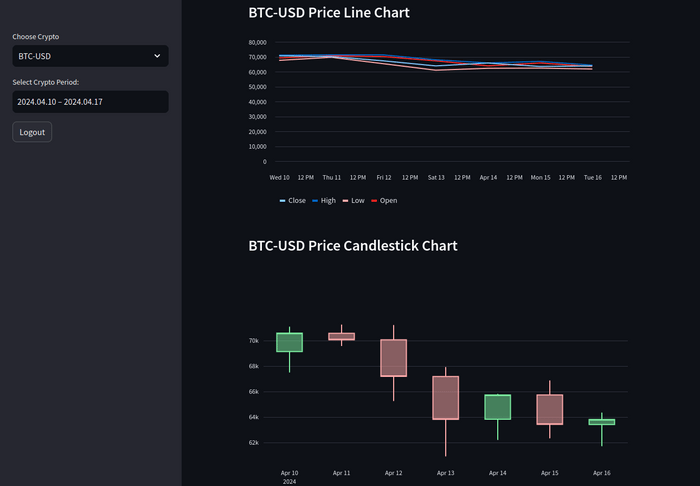 Choose Crypto
BTC-USD
Select Crypto Period:
2024.04.10 – 2024.04.17
Logout
BTC-USD Price Line Chart
80,000
70,000
60,000
50,000
40,000
30,000
20,000
10,000
0
Wed 10 12 PM Thu 11 12 PM Fri 12 12 PM Sat 13 12 PM Apr 14 12 PM Mon 15 12 PM Tue 16 12 PM
Close High Low Open
BTC-USD Price Candlestick Chart
70k
68k
66k
64k
62k
Apr 10 Apr 11 Apr 12 Apr 13 Apr 14 Apr 15 Apr 16
2024